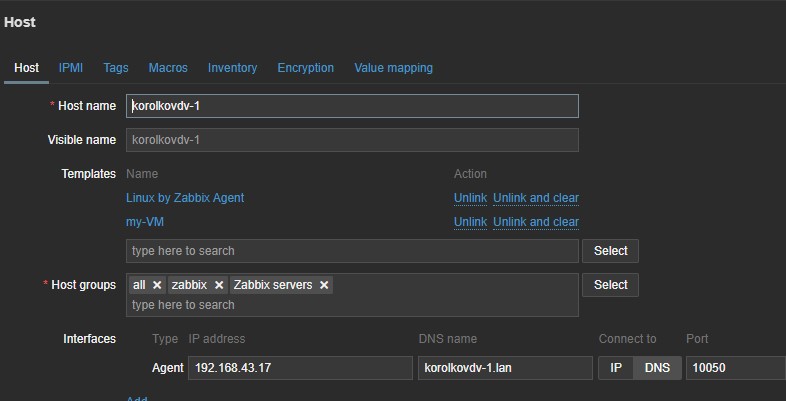 Host
Host IPMI Tags Macros Inventory Encryption Value mapping
* Host name korolkovdv-1
Visible name korolkovdv-1
Templates Name Action
Linux by Zabbix Agent Unlink Unlink and clear
my-VM Unlink Unlink and clear
type here to search Select
* Host groups all × zabbix × Zabbix servers × Select
type here to search
Interfaces Type IP address DNS name Connect to Port
Agent 192.168.43.17 korolkovdv-1.lan IP DNS 10050
Add